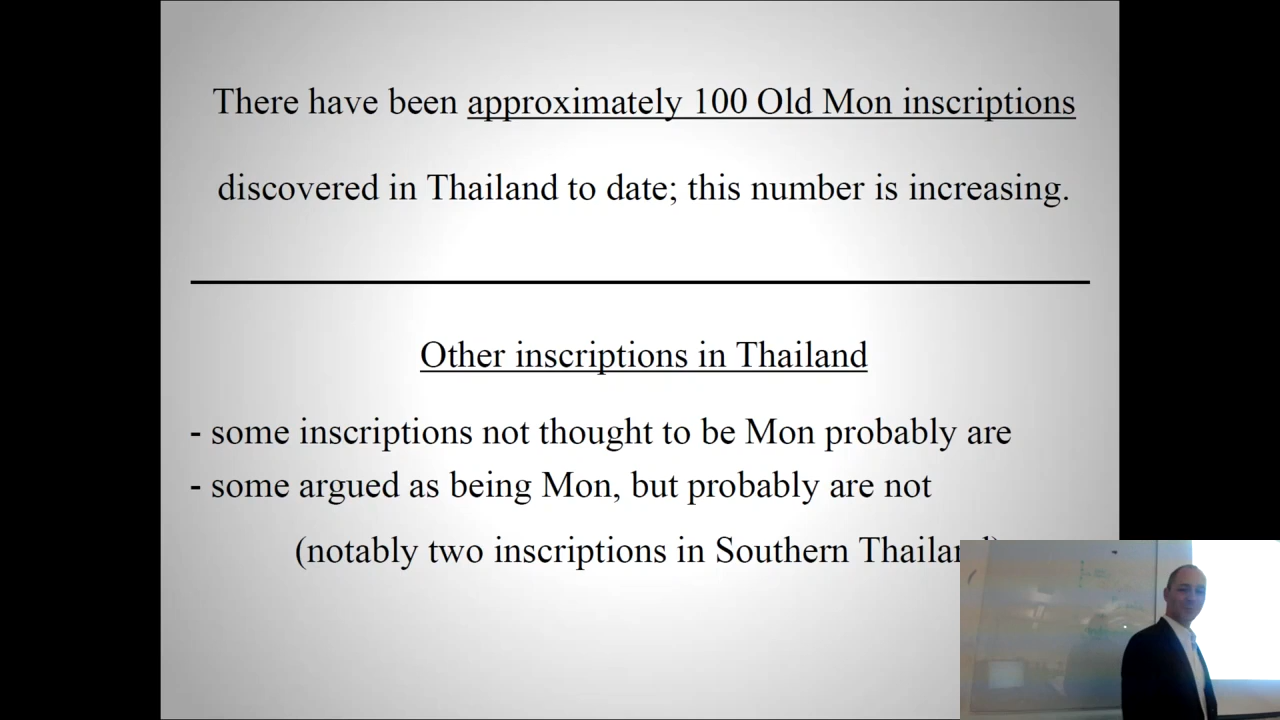 There have been approximately 100 Old Mon inscriptions
discovered in Thailand to date; this number is increasing.
Other inscriptions in Thailand
- some inscriptions not thought to be Mon probably are
- some argued as being Mon, but probably are not
(notably two inscriptions in Southern Thailand)